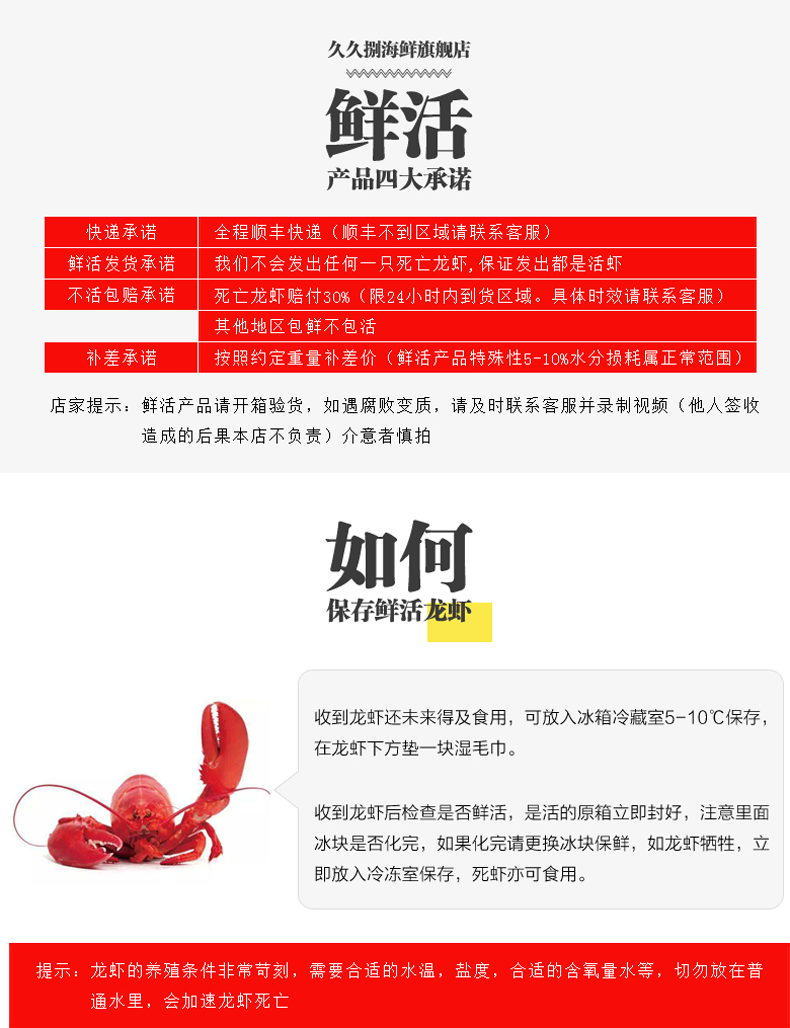 久久捌海鲜旗舰店
鲜活
产品四大承诺
快递承诺 全程顺丰快递（顺丰不到区域请联系客服）
鲜活发货承诺 我们不会发出任何一只死亡龙虾,保证发出都是活虾
不活包赔承诺 死亡龙虾赔付30%（限24小时内到货区域。具体时效请联系客服）
其他地区包鲜不包活
补差承诺 按照约定重量补差价（鲜活产品特殊性5-10%水分损耗属正常范围）
店家提示：鲜活产品请开箱验货，如遇腐败变质，请及时联系客服并录制视频（他人签收
造成的后果本店不负责）介意者慎拍
如何
保存鲜活龙虾
收到龙虾还未来得及食用，可放入冰箱冷藏室5-10℃保存，
在龙虾下方垫一块湿毛巾。
收到龙虾后检查是否鲜活，是活的原箱立即封好，注意里面
冰块是否化完，如果化完请更换冰块保鲜，如龙虾牺牲，立
即放入冷冻室保存，死虾亦可食用。
提示：龙虾的养殖条件非常苛刻，需要合适的水温，盐度，合适的含氧量水等，切勿放在普
通水里，会加速龙虾死亡